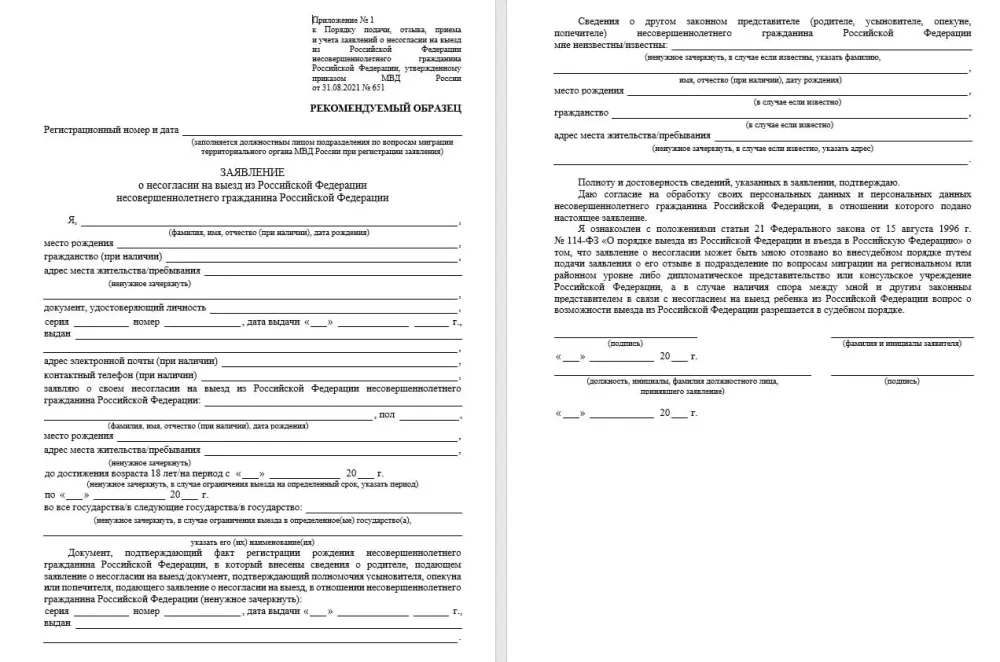 Приложение № 1
к Порядку подачи, отзыва, приема
и учета заявлений о несогласии на выезд
из Российской Федерации
несовершеннолетнего гражданина
Российской Федерации, утвержденному
приказом МВД России
от 31.08.2021 № 651
РЕКОМЕНДУЕМЫЙ ОБРАЗЕЦ
Регистрационный номер и дата
(заполняется должностным лицом подразделения по вопросам миграции
территориального органа МВД России при регистрации заявления)
ЗАЯВЛЕНИЕ
о несогласии на выезд из Российской Федерации
несовершеннолетнего гражданина Российской Федерации
Я, ,
(фамилия, имя, отчество (при наличии), дата рождения)
место рождения ,
гражданство (при наличии) ,
адрес места жительства/пребывания
(ненужное зачеркнуть)
,
документ, удостоверяющий личность ,
серия ___ номер ___, дата выдачи «___» ___ ___ г.,
выдан
,
адрес электронной почты (при наличии) ,
контактный телефон (при наличии) ,
заявляю о своем несогласии на выезд из Российской Федерации несовершеннолетнего
гражданина Российской Федерации:
, пол ___,
(фамилия, имя, отчество (при наличии), дата рождения)
место рождения ,
адрес места жительства/пребывания ,
(ненужное зачеркнуть)
до достижения возраста 18 лет/на период с «___» ___ 20___ г.
(ненужное зачеркнуть, в случае ограничения выезда на определенный срок, указать период)
по «___» ___ 20___ г.
во все государства/в следующие государства/в государство:
(ненужное зачеркнуть, в случае ограничения выезда в определенное(ые) государство(а),
указать его (их) наименование(ия)
Документ, подтверждающий факт регистрации рождения несовершеннолетнего
гражданина Российской Федерации, в который внесены сведения о родителе, подающем
заявление о несогласии на выезд/документ, подтверждающий полномочия усыновителя, опекуна
или попечителя, подающего заявление о несогласии на выезд, в отношении несовершеннолетнего
гражданина Российской Федерации (ненужное зачеркнуть):
серия ___ номер ___, дата выдачи «___» ___ ___ г.,
выдан
.
Сведения о другом законном представителе (родителе, усыновителе, опекуне,
попечителе) несовершеннолетнего гражданина Российской Федерации
мне неизвестны/известны:
(ненужное зачеркнуть, в случае если известны, указать фамилию,
,
имя, отчество (при наличии), дату рождения)
место рождения ,
(в случае если известно)
гражданство ,
(в случае если известно)
адрес места жительства/пребывания
(ненужное зачеркнуть, в случае если известно, указать адрес)
.
Полноту и достоверность сведений, указанных в заявлении, подтверждаю.
Даю согласие на обработку своих персональных данных и персональных данных
несовершеннолетнего гражданина Российской Федерации, в отношении которого подано
настоящее заявление.
Я ознакомлен с положениями статьи 21 Федерального закона от 15 августа 1996 г.
№ 114-ФЗ «О порядке выезда из Российской Федерации и въезда в Российскую Федерацию» о
том, что заявление о несогласии может быть мною отозвано во внесудебном порядке путем
подачи заявления о его отзыве в подразделение по вопросам миграции на региональном или
районном уровне либо дипломатическое представительство или консульское учреждение
Российской Федерации, а в случае наличия спора между мной и другим законным
представителем в связи с несогласием на выезд ребенка из Российской Федерации вопрос о
возможности выезда из Российской Федерации разрешается в судебном порядке.
(подпись) (фамилия и инициалы заявителя)
«___» ___ 20___ г.
(должность, инициалы, фамилия должностного лица, (подпись)
принявшего заявление)
«___» ___ 20___ г.